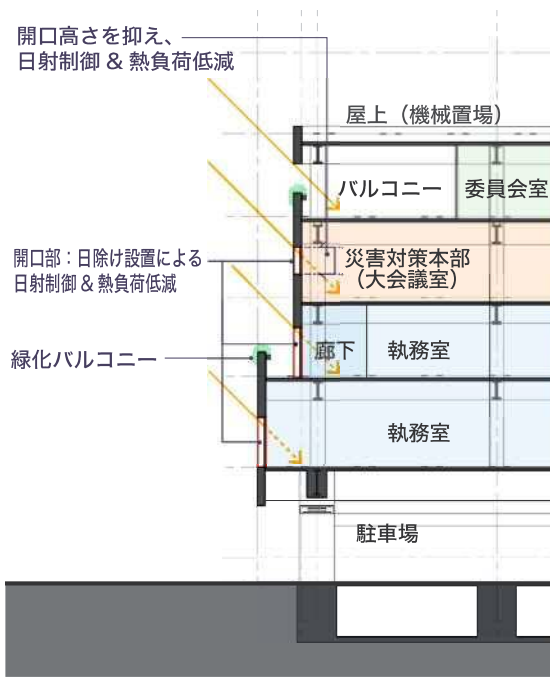 開口高さを抑え、
日射制御 & 熱負荷低減
屋上（機械置場）
バルコニー
委員会室
開口部：日除け設置による
日射制御 & 熱負荷低減
災害対策本部
（大会議室）
緑化バルコニー
廊下
執務室
執務室
駐車場